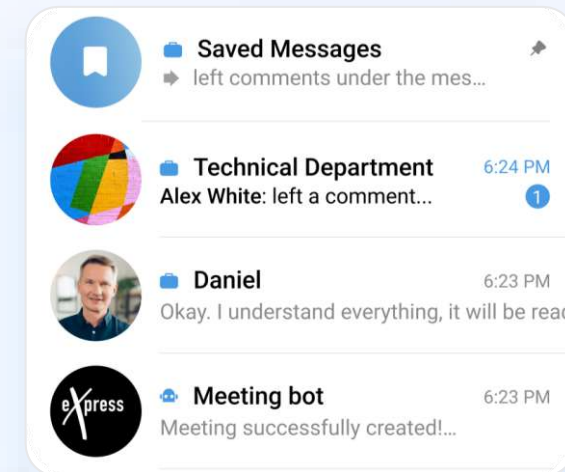 Saved Messages
left comments under the mes...
Technical Department 6:24 PM
Alex White: left a comment... 1
Daniel 6:23 PM
Okay. I understand everything, it will be
eXpress
Meeting bot 6:23 PM
Meeting successfully created!...